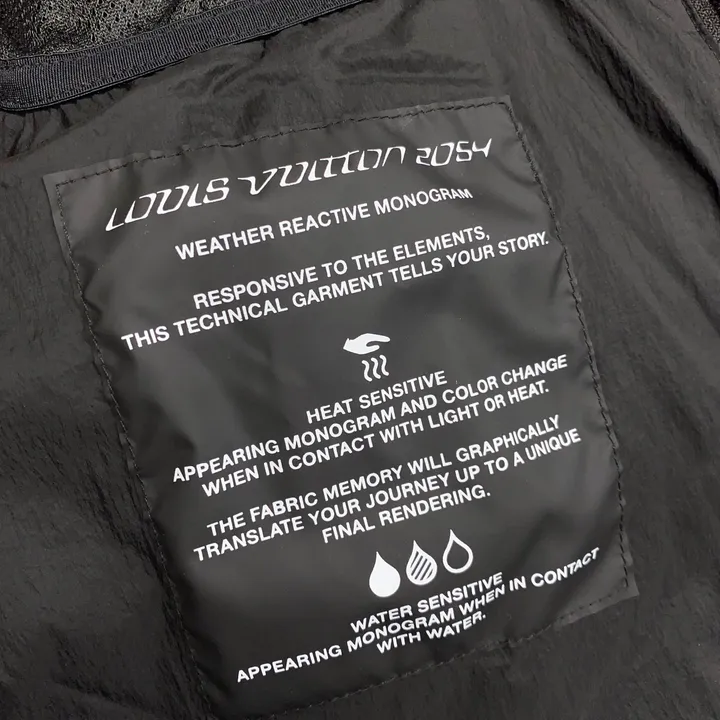 LOUIS VUITTON 2054
WEATHER REACTIVE MONOGRAM
RESPONSIVE TO THE ELEMENTS,
THIS TECHNICAL GARMENT TELLS YOUR STORY.
HEAT SENSITIVE
APPEARING MONOGRAM AND COLOR CHANGE
WHEN IN CONTACT WITH LIGHT OR HEAT.
THE FABRIC MEMORY WILL GRAPHICALLY
TRANSLATE YOUR JOURNEY UP TO A UNIQUE
FINAL RENDERING.
WATER SENSITIVE
APPEARING MONOGRAM WHEN IN CONTACT
WITH WATER.